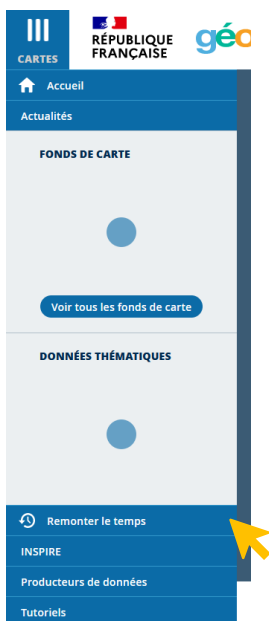 CARTES
RÉPUBLIQUE
FRANÇAISE
géo
Accueil
Actualités
FONDS DE CARTE
Voir tous les fonds de carte
DONNÉES THÉMATIQUES
Remonter le temps
INSPIRE
Producteurs de données
Tutoriels